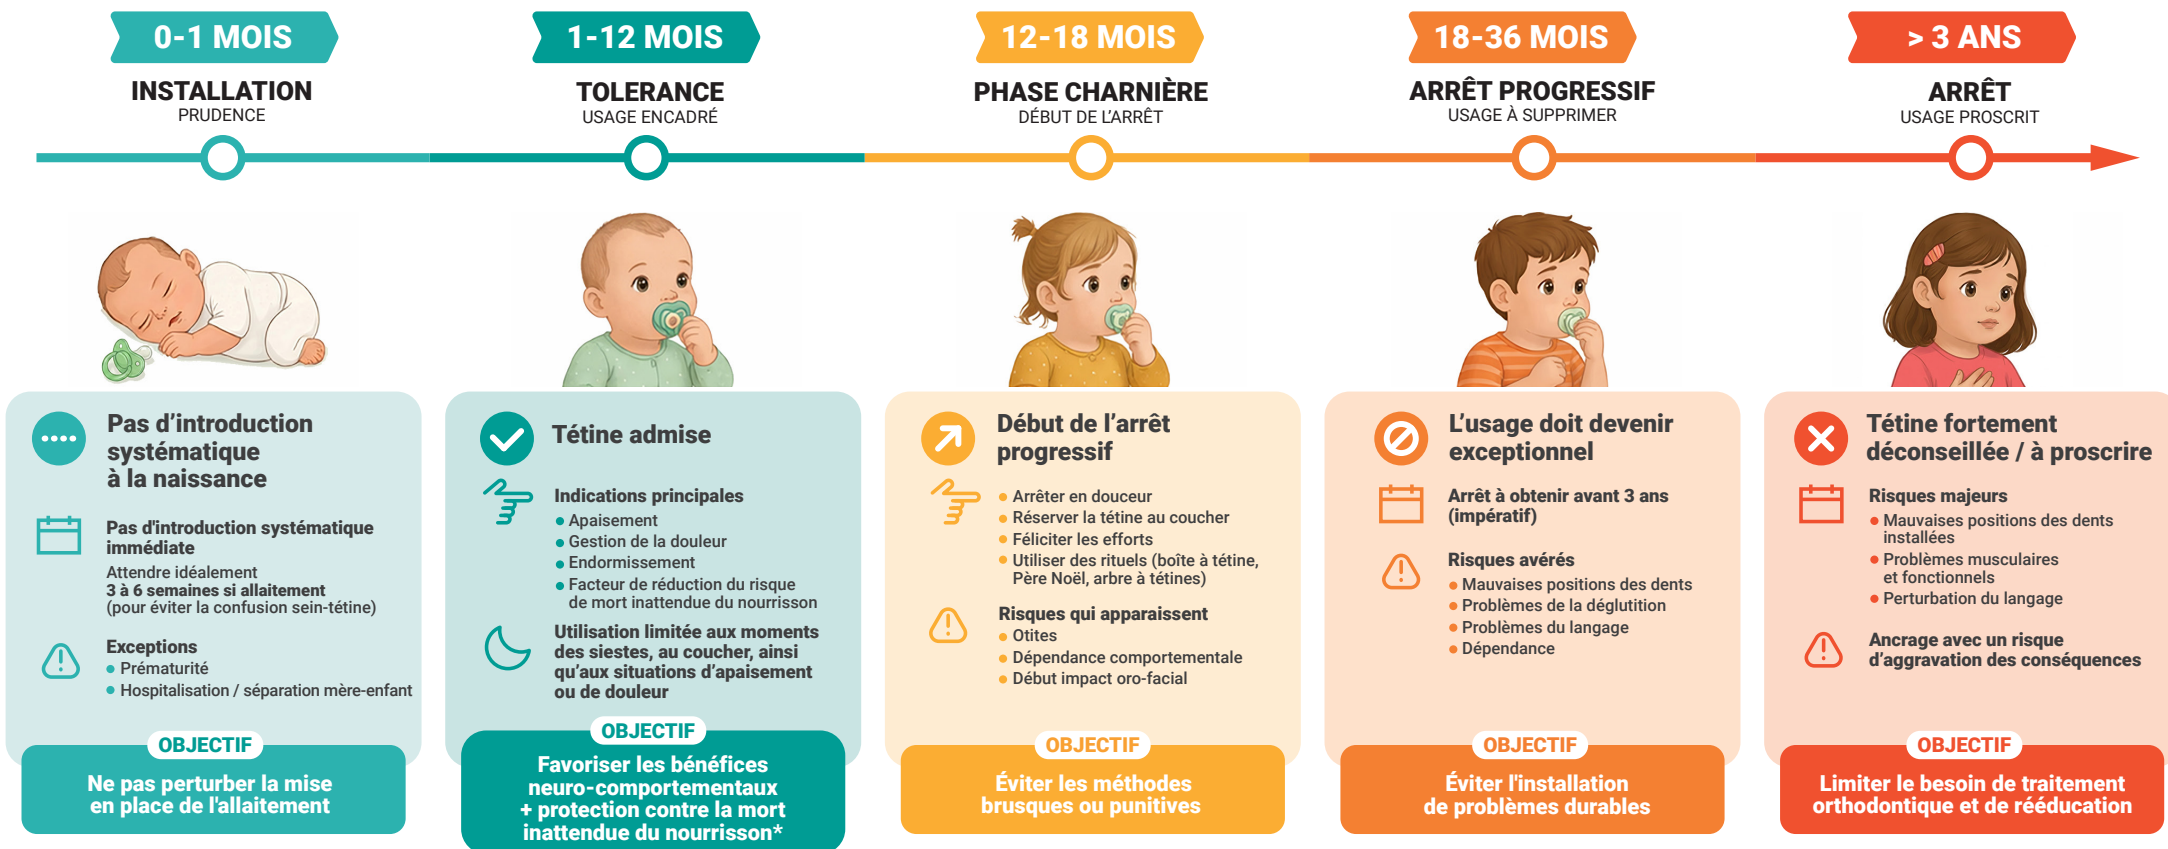 0-1 MOIS
INSTALLATION
PRUDENCE
Pas d'introduction
systématique
à la naissance
Pas d'introduction systématique
immédiate
Attendre idéalement
3 à 6 semaines si allaitement
(pour éviter la confusion sein-tétine)
Exceptions
• Prématurité
• Hospitalisation / séparation mère-enfant
OBJECTIF
Ne pas perturber la mise
en place de l'allaitement
1-12 MOIS
TOLERANCE
USAGE ENCADRÉ
Tétine admise
Indications principales
• Apaisement
• Gestion de la douleur
• Endormissement
• Facteur de réduction du risque
de mort inattendue du nourrisson
Utilisation limitée aux moments
des siestes, au coucher, ainsi
qu'aux situations d'apaisement
ou de douleur
OBJECTIF
Favoriser les bénéfices
neuro-comportementaux
+ protection contre la mort
inattendue du nourrisson*
12-18 MOIS
PHASE CHARNIÈRE
DÉBUT DE L'ARRÊT
Début de l'arrêt
progressif
• Arrêter en douceur
• Réserver la tétine au coucher
• Féliciter les efforts
• Utiliser des rituels (boîte à tétine,
Père Noël, arbre à tétines)
Risques qui apparaissent
• Otites
• Dépendance comportementale
• Début impact oro-facial
OBJECTIF
Éviter les méthodes
brusques ou punitives
18-36 MOIS
ARRÊT PROGRESSIF
USAGE À SUPPRIMER
L'usage doit devenir
exceptionnel
Arrêt à obtenir avant 3 ans
(impératif)
Risques avérés
• Mauvaises positions des dents
• Problèmes de la déglutition
• Problèmes du langage
• Dépendance
OBJECTIF
Éviter l'installation
de problèmes durables
> 3 ANS
ARRÊT
USAGE PROSCRIT
Tétine fortement
déconseillée / à proscrire
Risques majeurs
• Mauvaises positions des dents
installées
• Problèmes musculaires
et fonctionnels
• Perturbation du langage
Ancrage avec un risque
d'aggravation des conséquences
OBJECTIF
Limiter le besoin de traitement
orthodontique et de rééducation